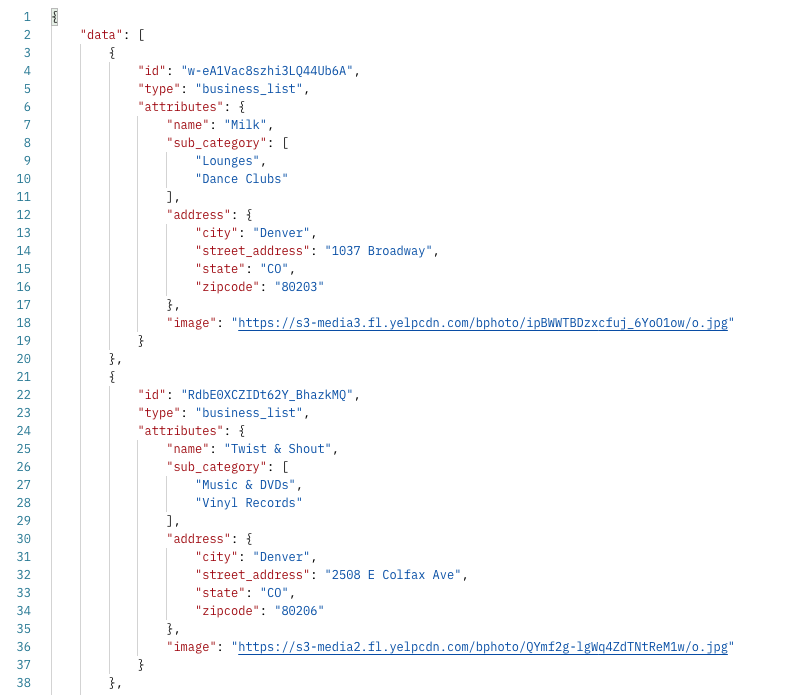 1 {
2 "data": [
3 {
4 "id": "w-eA1Vac8szhi3LQ44Ub6A",
5 "type": "business_list",
6 "attributes": {
7 "name": "Milk",
8 "sub_category": [
9 "Lounges",
10 "Dance Clubs"
11 ],
12 "address": {
13 "city": "Denver",
14 "street_address": "1037 Broadway",
15 "state": "CO",
16 "zipcode": "80203"
17 },
18 "image": "https://s3-media3.fl.yelpcdn.com/bphoto/ipBWWTBDzxcfuj_6YoO1ow/o.jpg"
19 }
20 },
21 {
22 "id": "RdbE0XCZIDt62Y_BhazkMQ",
23 "type": "business_list",
24 "attributes": {
25 "name": "Twist & Shout",
26 "sub_category": [
27 "Music & DVDs",
28 "Vinyl Records"
29 ],
30 "address": {
31 "city": "Denver",
32 "street_address": "2508 E Colfax Ave",
33 "state": "CO",
34 "zipcode": "80206"
35 },
36 "image": "https://s3-media2.fl.yelpcdn.com/bphoto/QYmf2g-lgWq4ZdTNtReM1w/o.jpg"
37 }
38 },